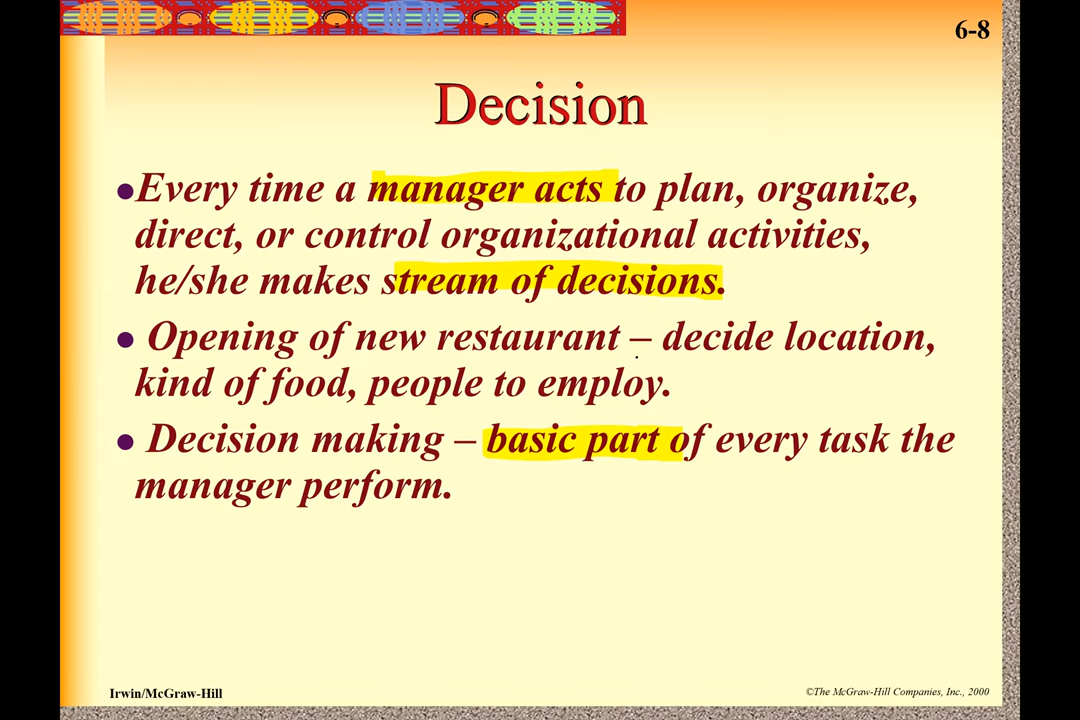 6-8
Decision
●Every time a manager acts to plan, organize,
direct, or control organizational activities,
he/she makes stream of decisions.
● Opening of new restaurant – decide location,
kind of food, people to employ.
● Decision making – basic part of every task the
manager perform.
Irwin/McGraw-Hill
©The McGraw-Hill Companies, Inc., 2000